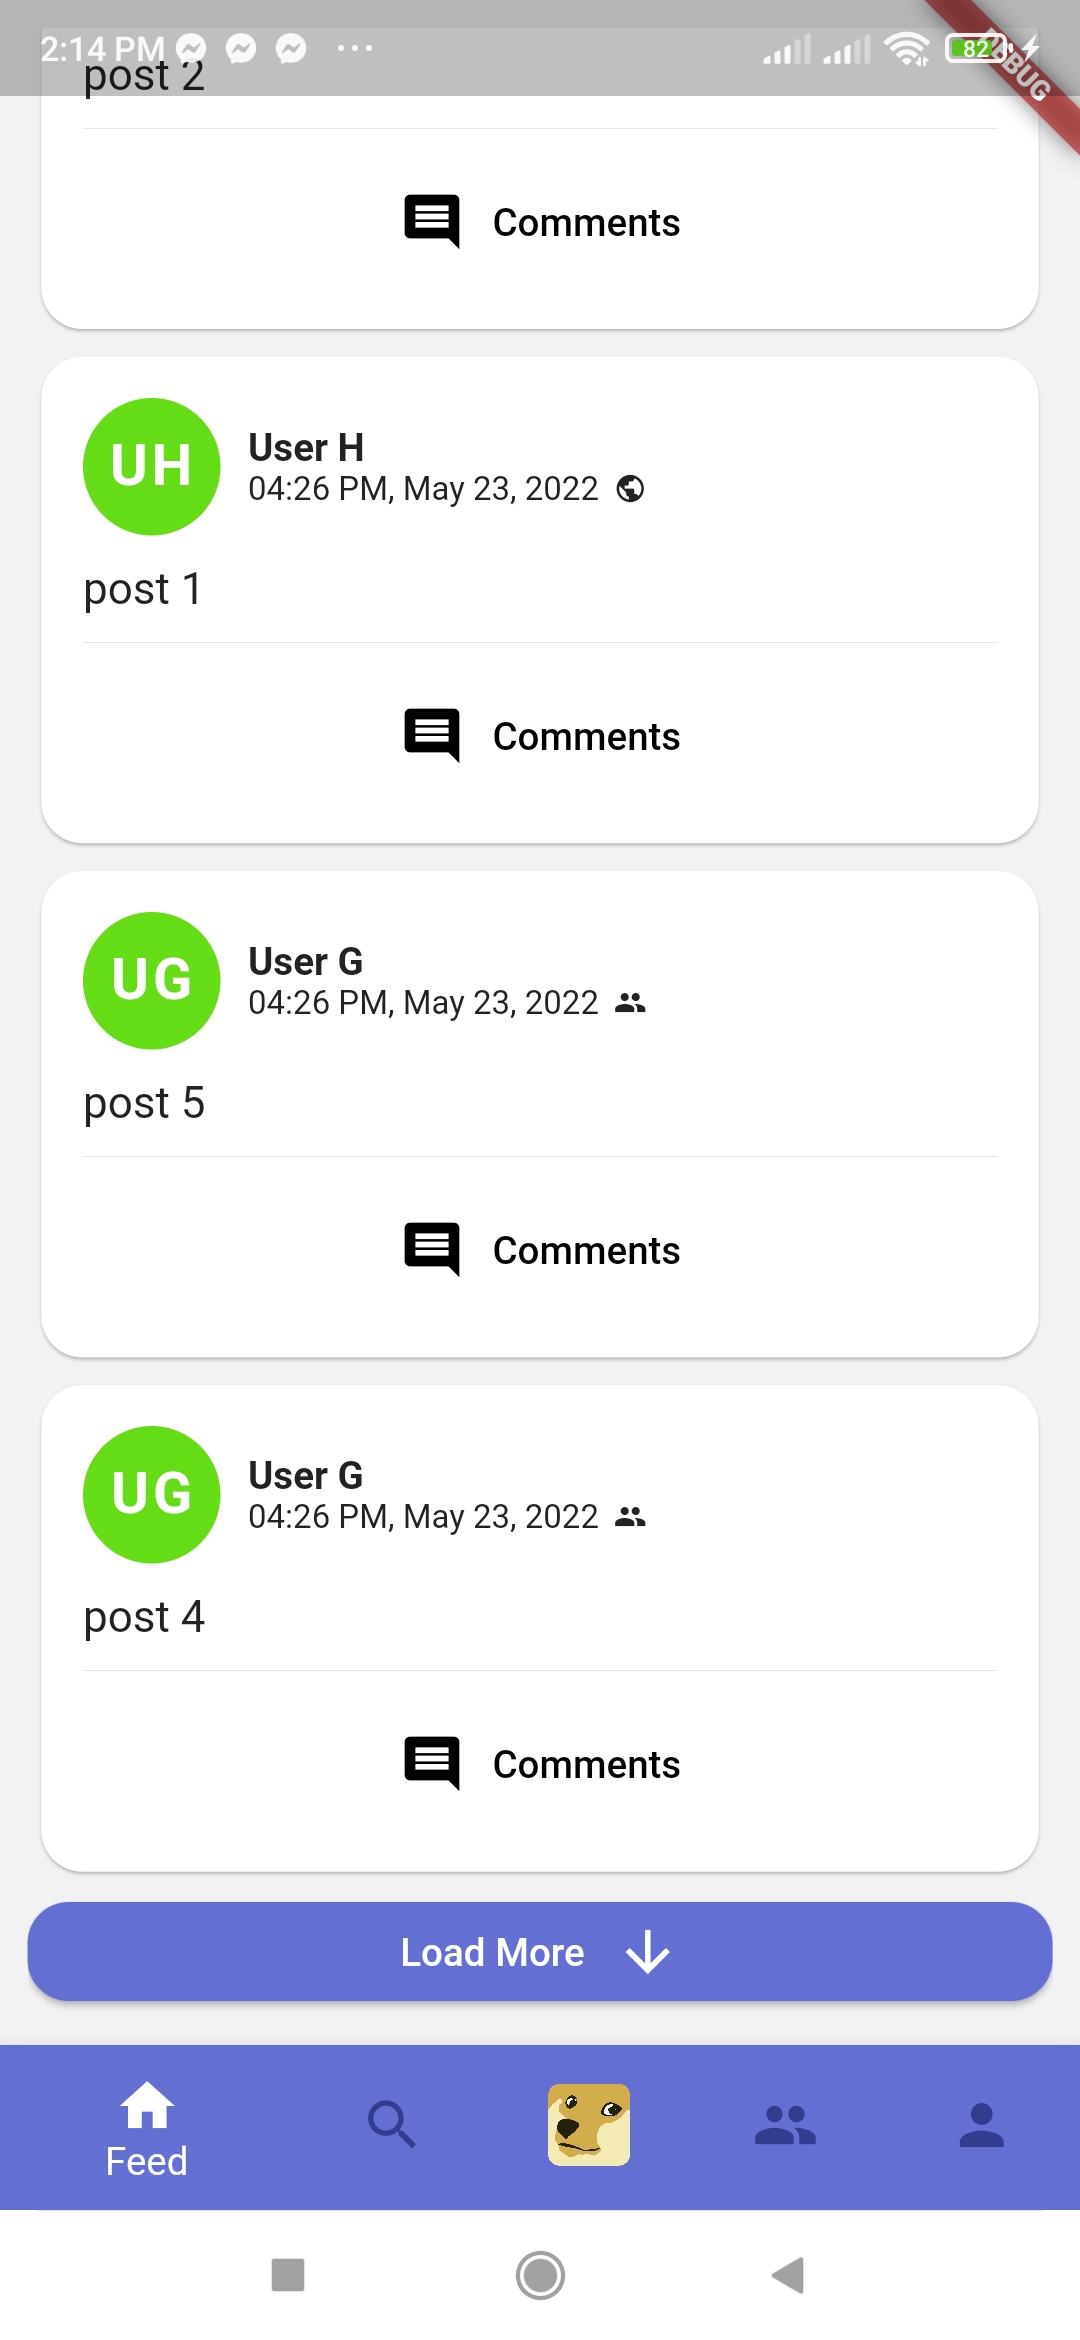 2:14 PM
82
DEBUG
post 2
Comments
UH
User H
04:26 PM, May 23, 2022
post 1
Comments
UG
User G
04:26 PM, May 23, 2022
post 5
Comments
UG
User G
04:26 PM, May 23, 2022
post 4
Comments
Load More
Feed